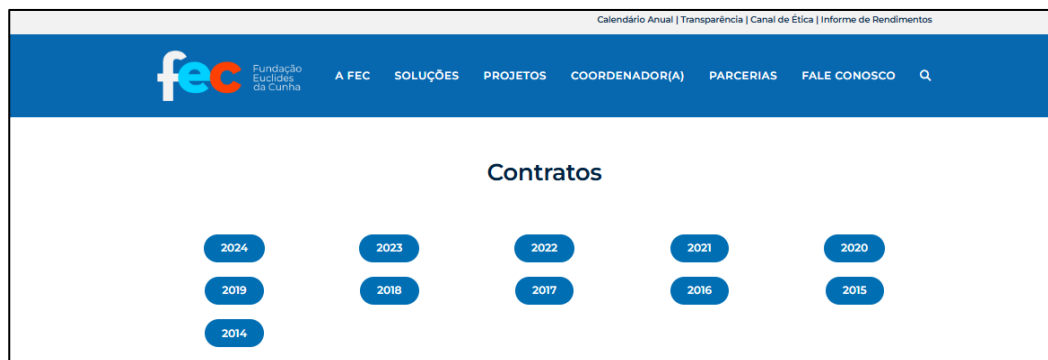 Calendário Anual | Transparência | Canal de Ética | Informe de Rendimentos
fec Fundação
Euclides
da Cunha
A FEC SOLUÇÕES PROJETOS COORDENADOR(A) PARCERIAS FALE CONOSCO
Contratos
2024 2023 2022 2021 2020
2019 2018 2017 2016 2015
2014